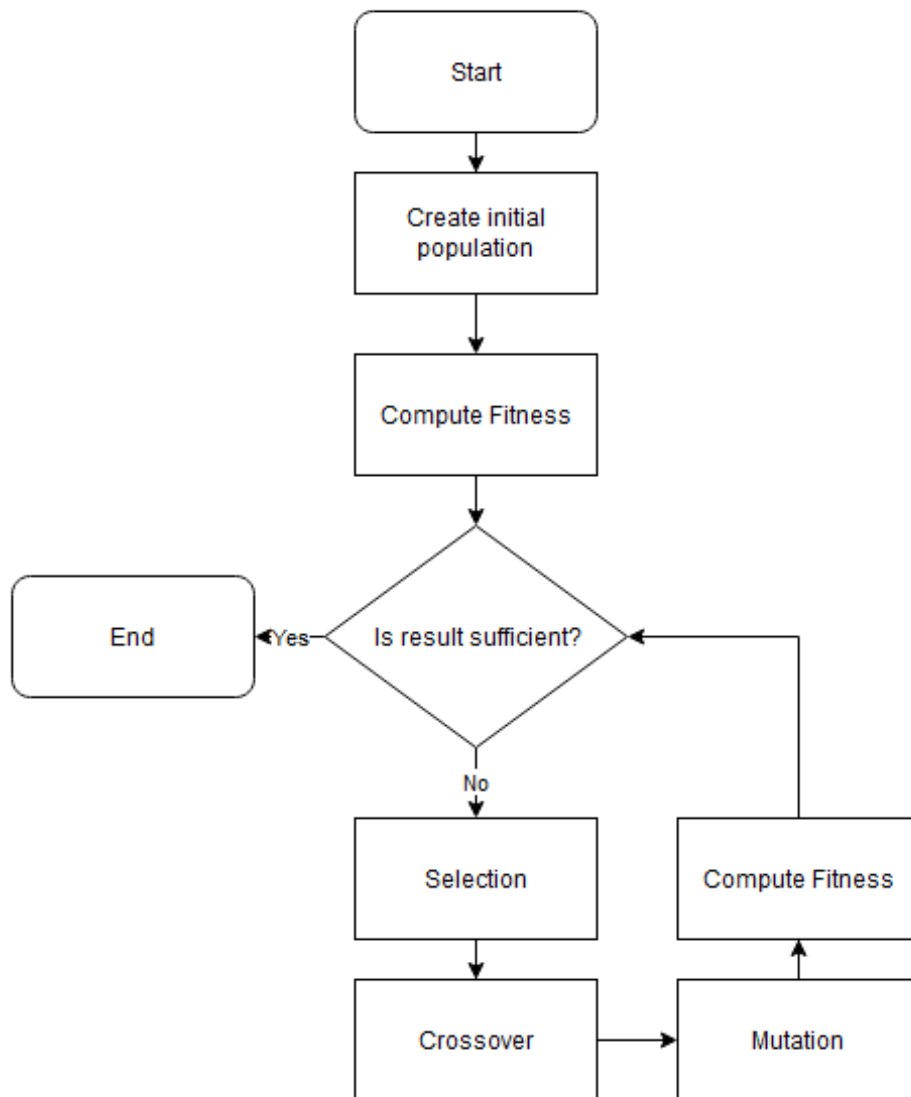 Start
Create initial
population
Compute Fitness
Is result sufficient?
Yes
End
No
Selection
Compute Fitness
Crossover
Mutation